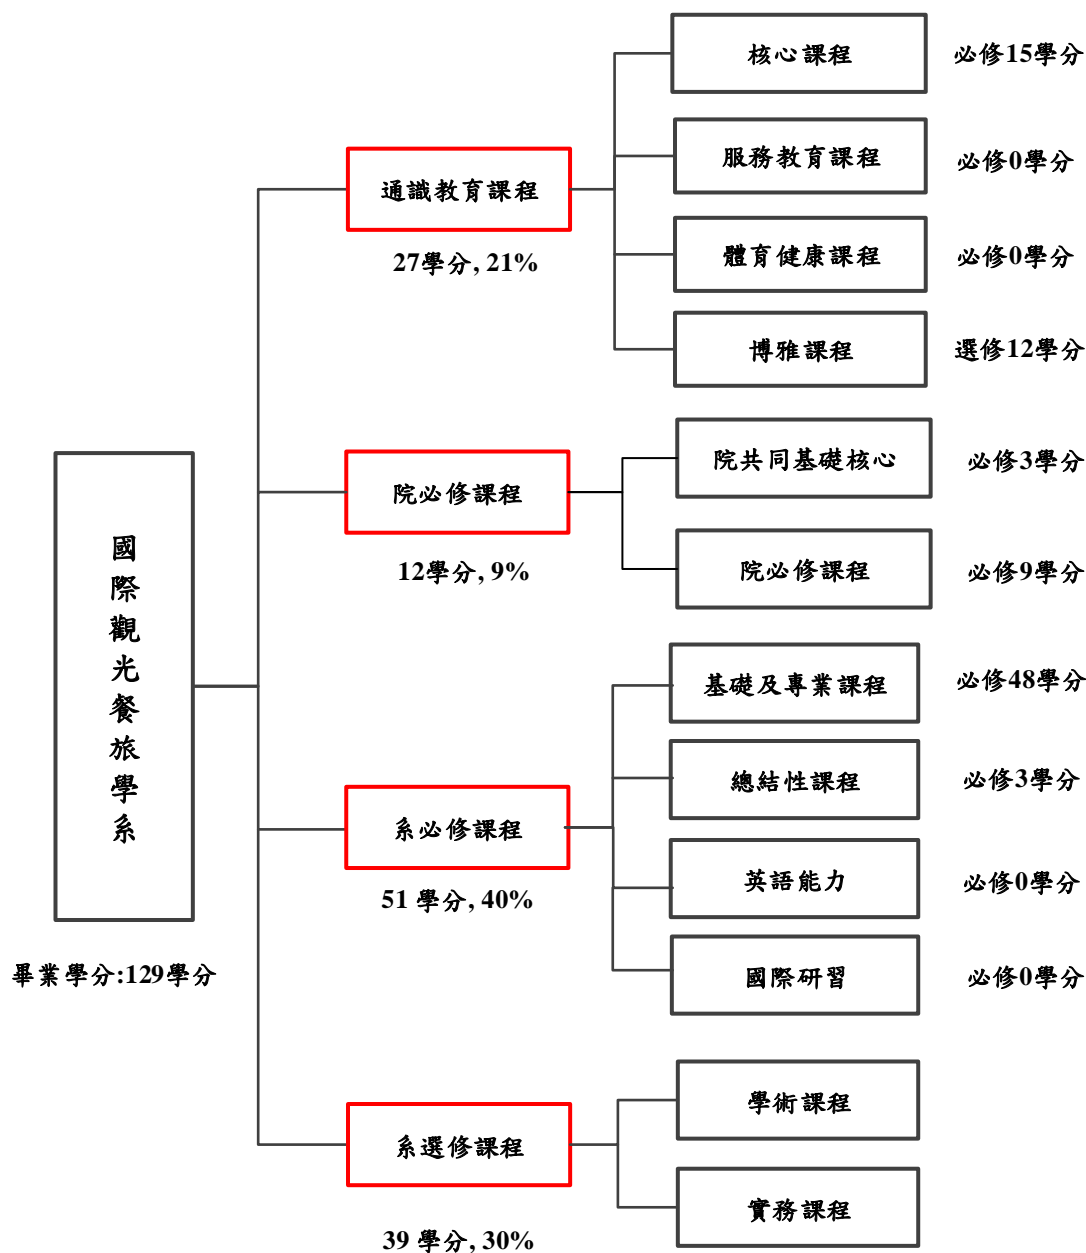 國際觀光餐旅學系
畢業學分:129學分
通識教育課程
27學分, 21%
核心課程
必修15學分
服務教育課程
必修0學分
體育健康課程
必修0學分
博雅課程
選修12學分
院必修課程
12學分, 9%
院共同基礎核心
必修3學分
院必修課程
必修9學分
系必修課程
51 學分, 40%
基礎及專業課程
必修48學分
總結性課程
必修3學分
英語能力
必修0學分
國際研習
必修0學分
系選修課程
39 學分, 30%
學術課程
實務課程